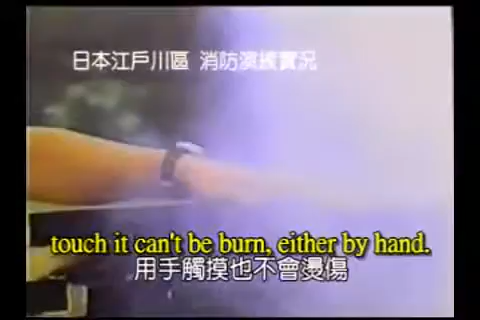 日本江戶川區 消防演練實況
touch it can't be burn, either by hand.
用手觸摸也不會燙傷